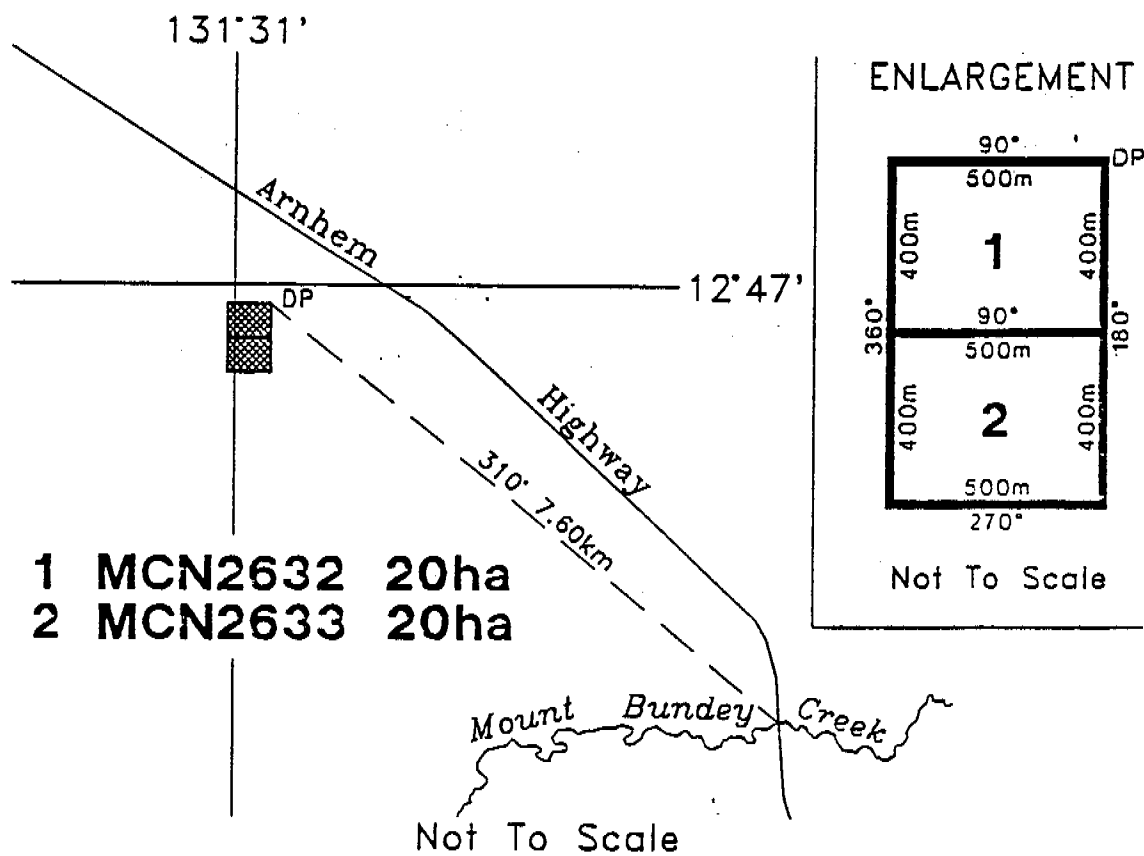 131°31'
Arnhem
12°47'
DP
Highway
310° 7.60km
1 MCN2632 20ha
2 MCN2633 20ha
Mount Bundey Creek
Not To Scale
ENLARGEMENT
90°
DP
500m
400m
1
400m
90°
360°
180°
500m
400m
2
400m
500m
270°
Not To Scale